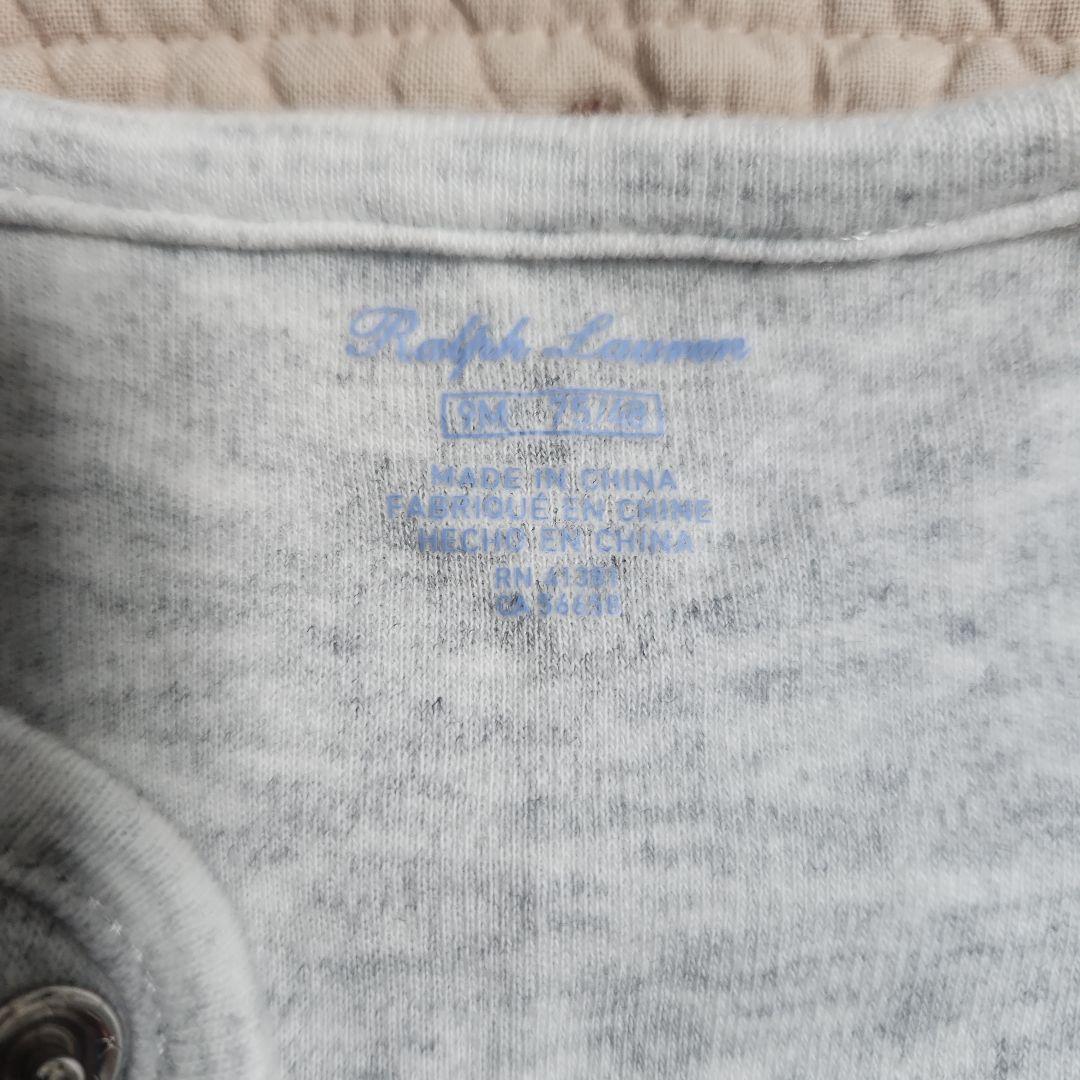 Ralph Lauren
9M 75/48
MADE IN CHINA
FABRIQUÉ EN CHINE
HECHO EN CHINA
RN 41381
CA 56658